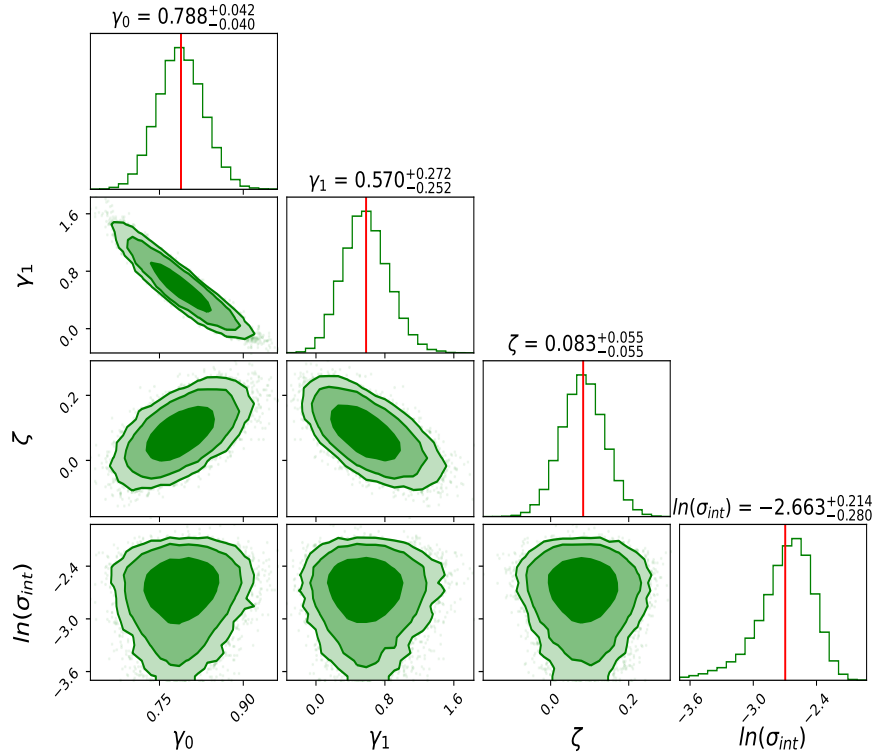 γ₀ = 0.788⁺⁰·⁰⁴²₋₀.₀₄₀
γ₁ = 0.570⁺⁰·²⁷²₋₀.₂₅₂
1.6
0.8
0.0
γ₁
ζ = 0.083⁺⁰·⁰⁵⁵₋₀.₀₅₅
0.2
0.0
ζ
ln(σ_int) = −2.663⁺⁰·²¹⁴₋₀.₂₈₀
−2.4
−3.0
−3.6
ln(σ_int)
0.75 0.90
0.0 0.8 1.6
0.0 0.2
−3.6 −3.0 −2.4
γ₀ γ₁ ζ ln(σ_int)